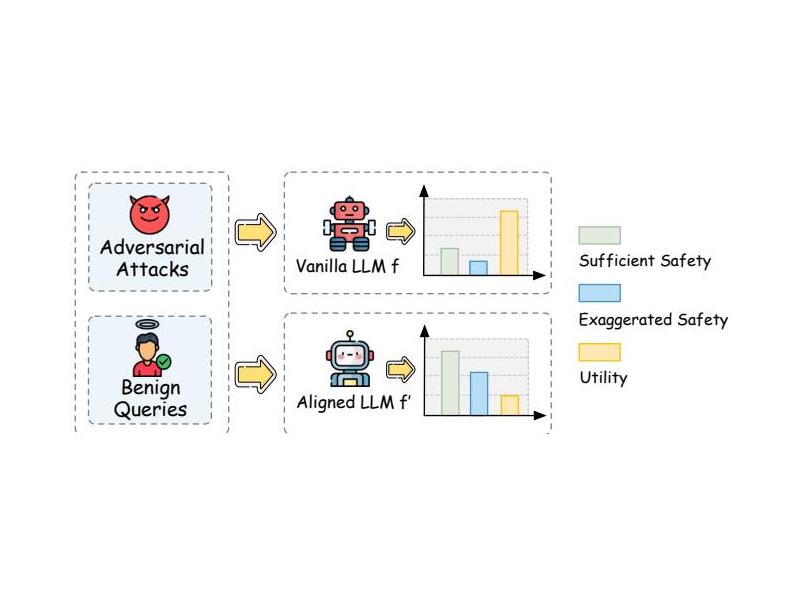 Adversarial
Attacks
Vanilla LLM f
Benign
Queries
Aligned LLM f'
Sufficient Safety
Exaggerated Safety
Utility